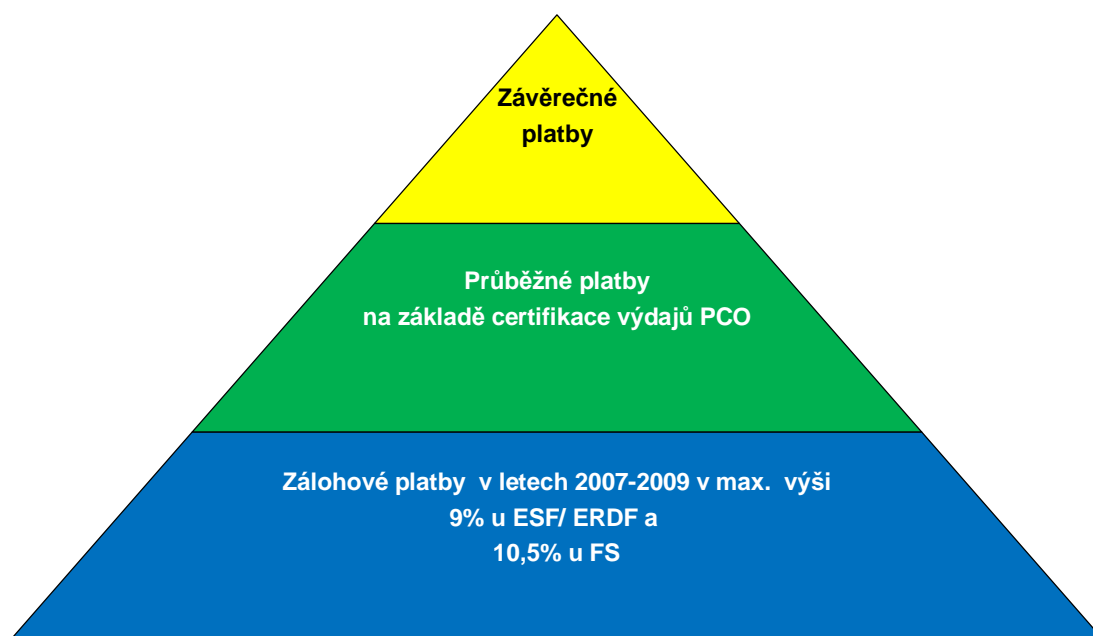 Závěrečné
platby
Průběžné platby
na základě certifikace výdajů PCO
Zálohové platby v letech 2007-2009 v max. výši
9% u ESF/ ERDF a
10,5% u FS